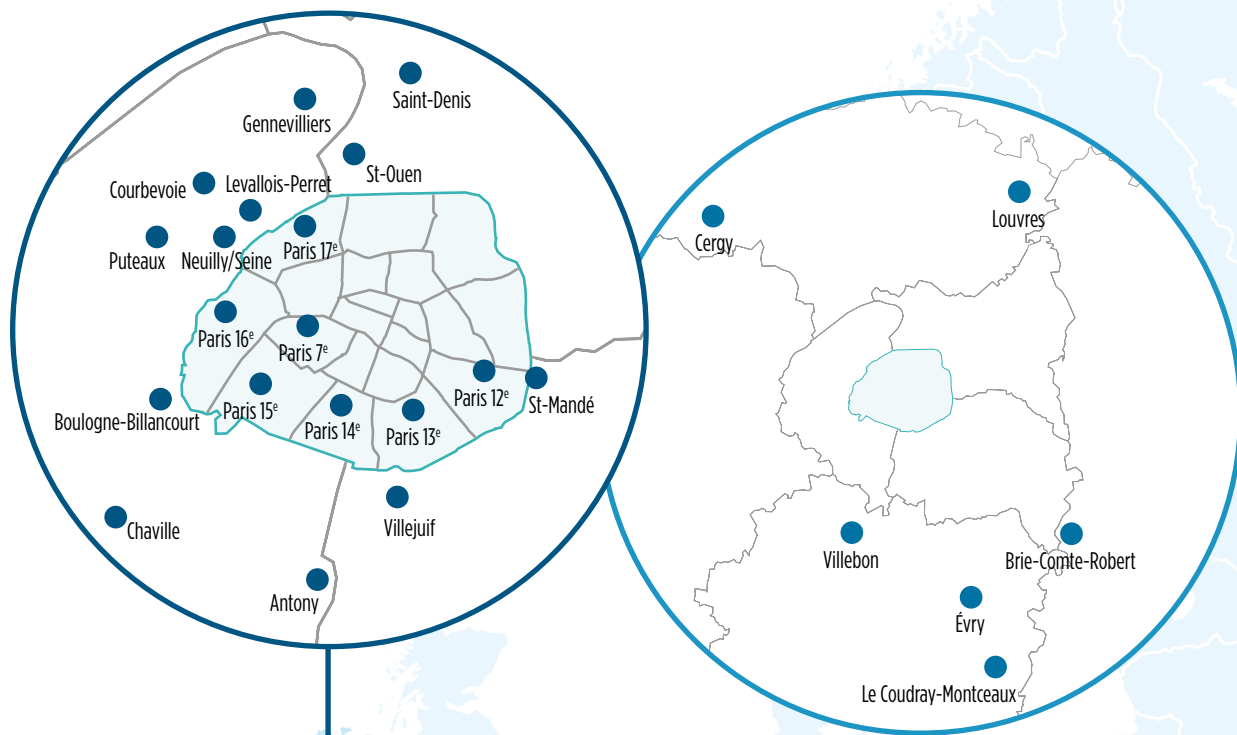 Saint-Denis
Gennevilliers
St-Ouen
Courbevoie
Levallois-Perret
Puteaux
Neuilly/Seine
Paris 17e
Paris 16e
Paris 7e
Paris 12e
St-Mandé
Boulogne-Billancourt
Paris 15e
Paris 14e
Paris 13e
Villejuif
Chaville
Antony
Louvres
Cergy
Villebon
Brie-Comte-Robert
Évry
Le Coudray-Montceaux